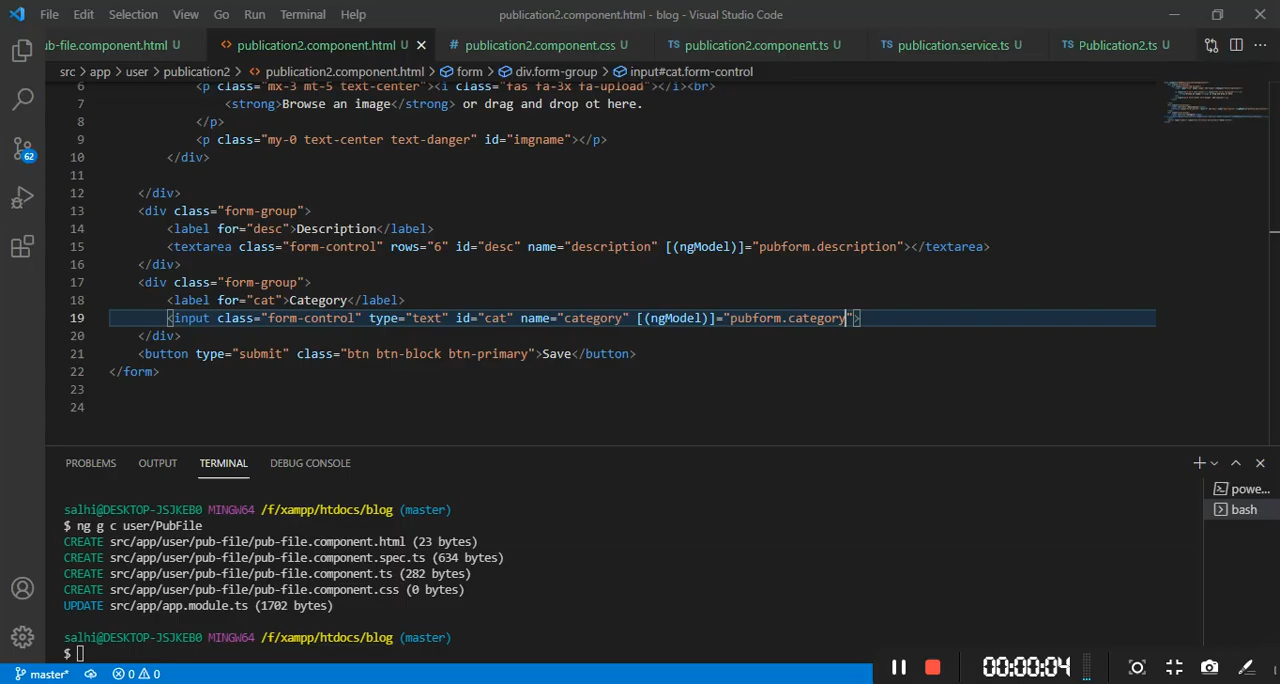 File Edit Selection View Go Run Terminal Help publication2.component.html - blog - Visual Studio Code
ub-file.component.html U publication2.component.html U publication2.component.css U TS publication2.component.ts U TS publication.service.ts U TS Publication2.ts U
src > app > user > publication2 > publication2.component.html > form > div.form-group > input#cat.form-control
6 <p class="mx-3 mt-5 text-center"><i class="fas fa-3x fa-upload"></i><br>
7 <strong>Browse an image</strong> or drag and drop ot here.
8 </p>
9 <p class="my-0 text-center text-danger" id="imgname"></p>
10 </div>
11
12 </div>
13 <div class="form-group">
14 <label for="desc">Description</label>
15 <textarea class="form-control" rows="6" id="desc" name="description" [(ngModel)]="pubform.description"></textarea>
16 </div>
17 <div class="form-group">
18 <label for="cat">Category</label>
19 <input class="form-control" type="text" id="cat" name="category" [(ngModel)]="pubform.category">
20 </div>
21 <button type="submit" class="btn btn-block btn-primary">Save</button>
22 </form>
23
24
62
PROBLEMS OUTPUT TERMINAL DEBUG CONSOLE
powe...
bash
salhi@DESKTOP-JSJKEB0 MINGW64 /f/xampp/htdocs/blog (master)
$ ng g c user/PubFile
CREATE src/app/user/pub-file/pub-file.component.html (23 bytes)
CREATE src/app/user/pub-file/pub-file.component.spec.ts (634 bytes)
CREATE src/app/user/pub-file/pub-file.component.ts (282 bytes)
CREATE src/app/user/pub-file/pub-file.component.css (0 bytes)
UPDATE src/app/app.module.ts (1702 bytes)
salhi@DESKTOP-JSJKEB0 MINGW64 /f/xampp/htdocs/blog (master)
$
master* 0 0
00:00:04